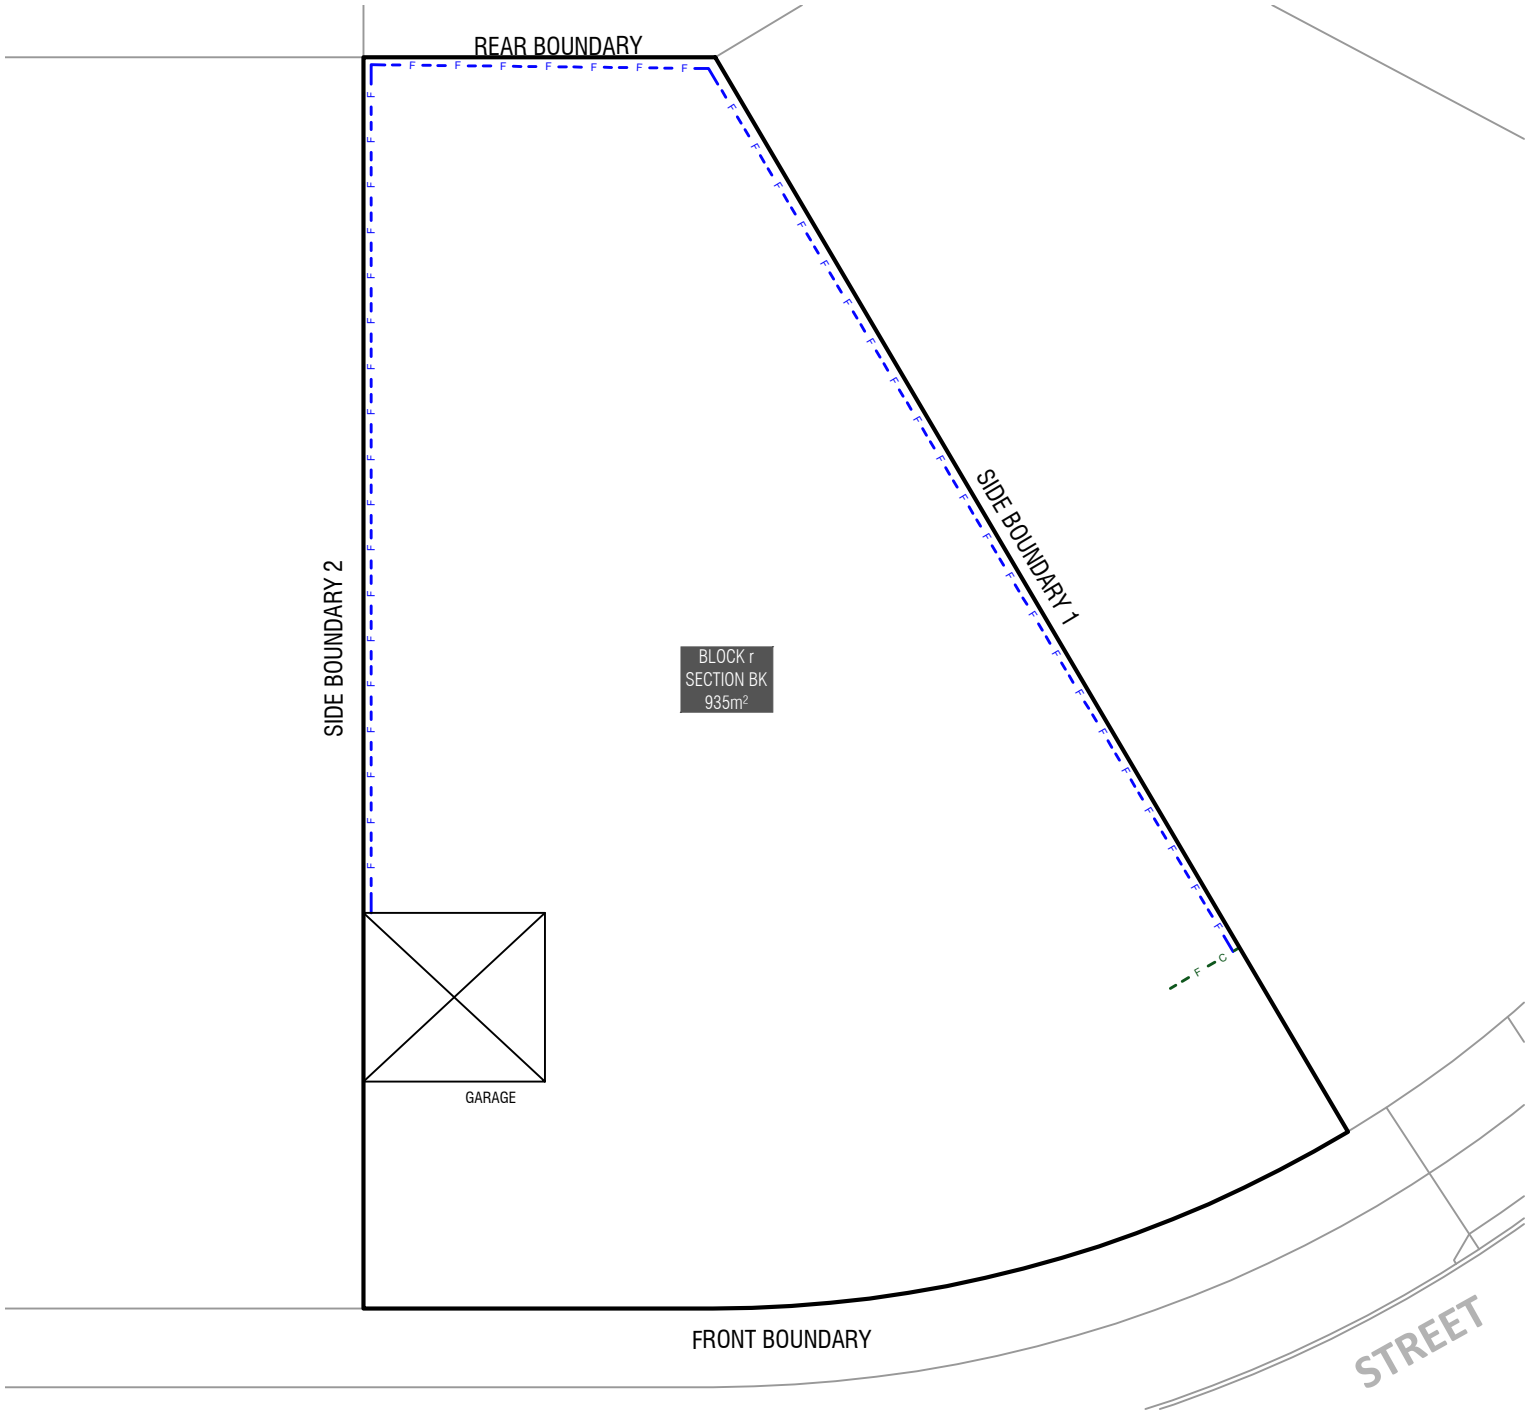 REAR BOUNDARY
F F F F F F F
SIDE BOUNDARY 1
SIDE BOUNDARY 2
BLOCK r
SECTION BK
935m²
F C
GARAGE
FRONT BOUNDARY
STREET